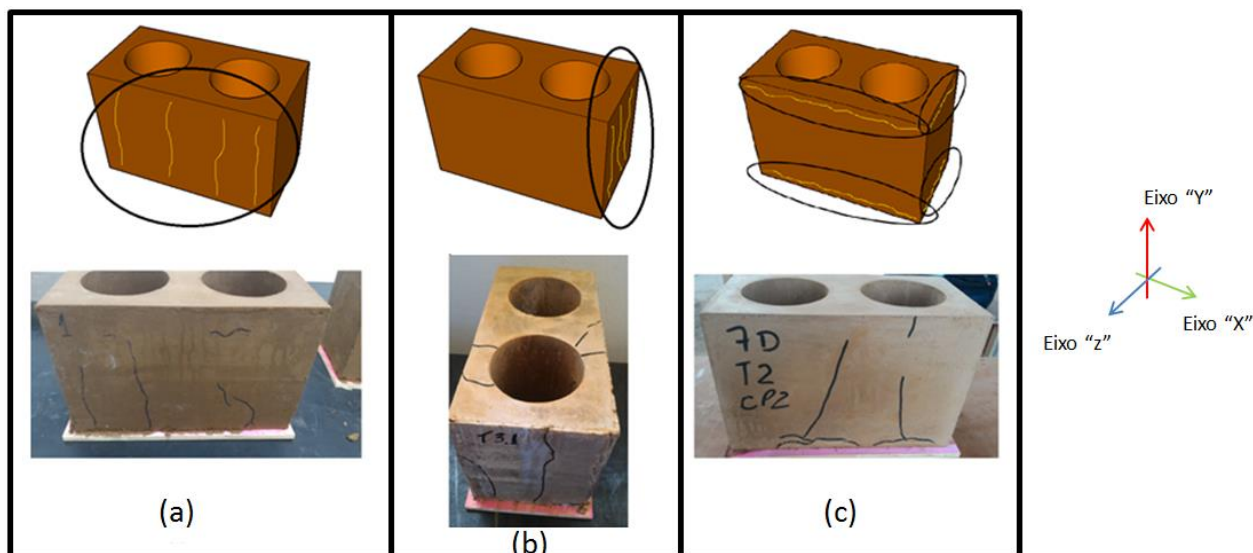 1
T3.1
7D
T2
CP2
Eixo “Y”
Eixo “X”
Eixo “z”
(a)
(b)
(c)